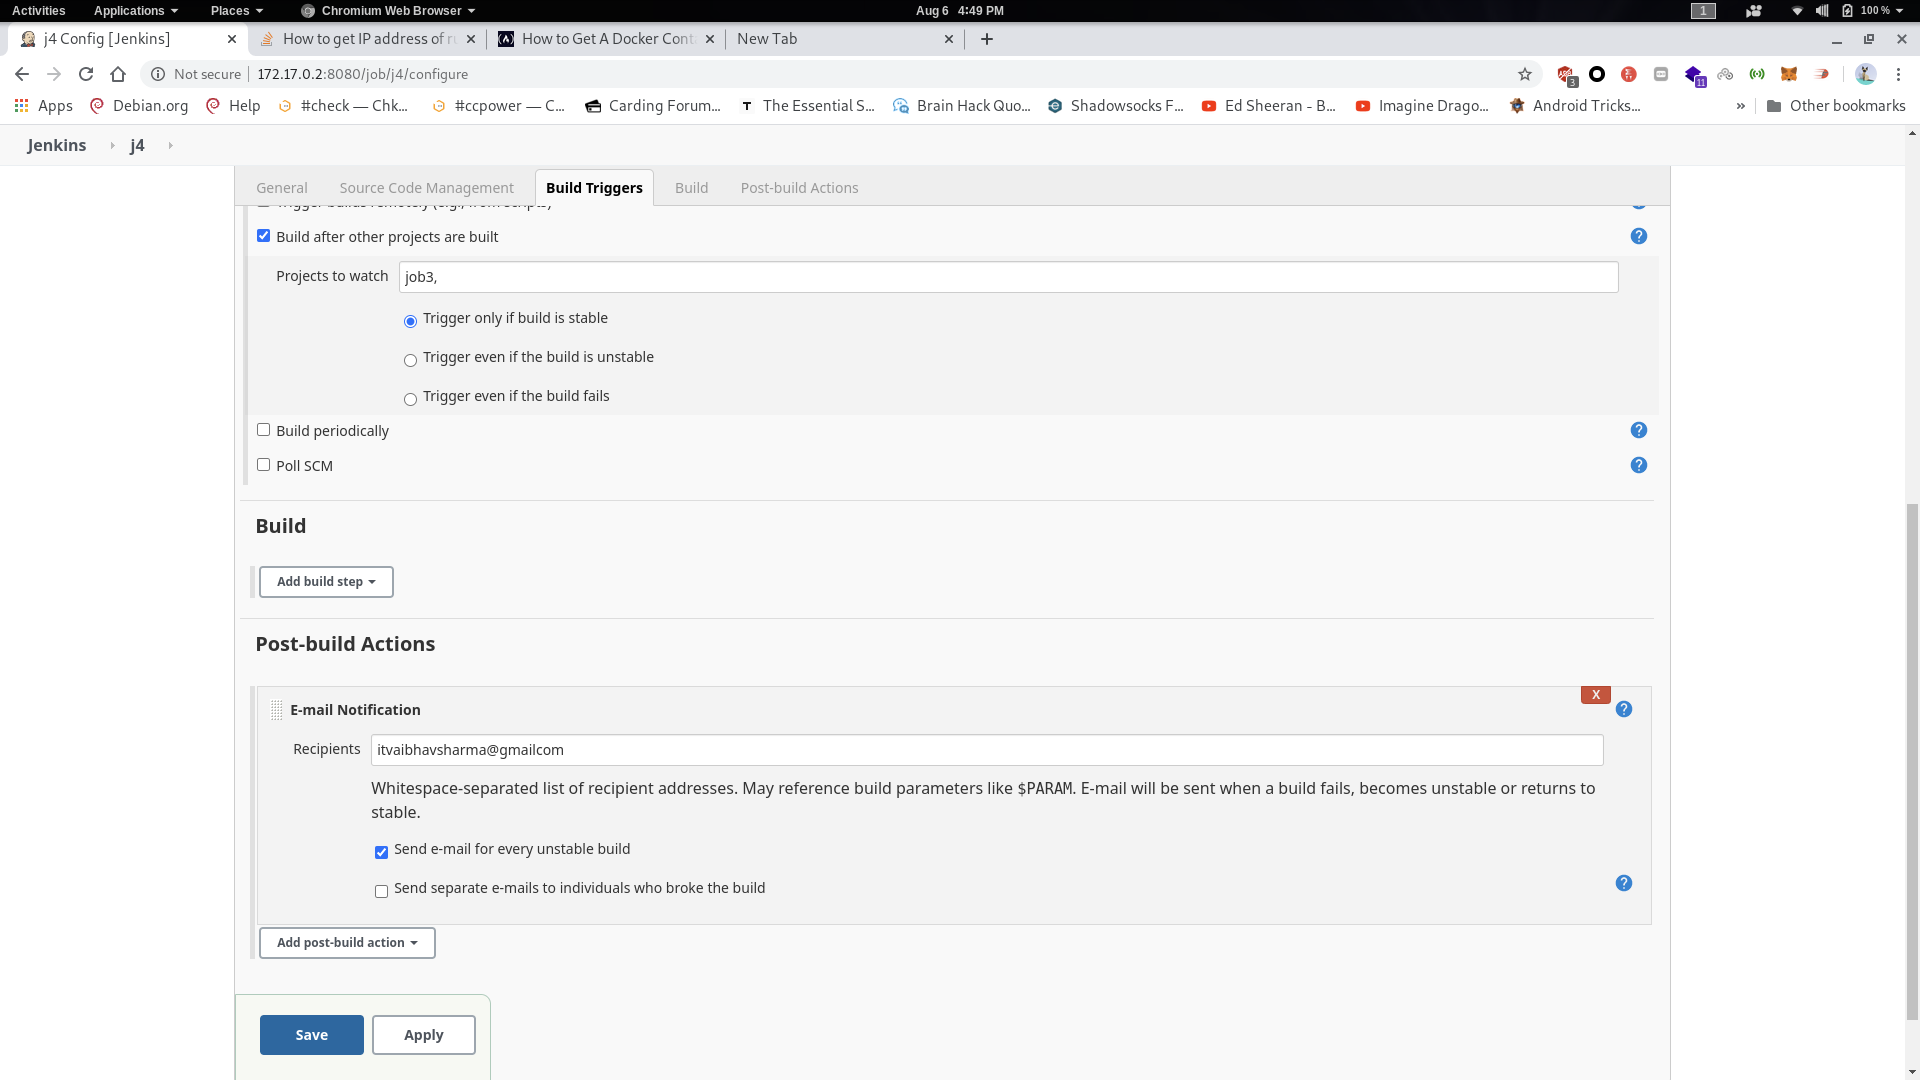 Activities Applications Places Chromium Web Browser Aug 6 4:49 PM 1 100 %
j4 Config [Jenkins] How to get IP address of ru How to Get A Docker Cont New Tab
Not secure 172.17.0.2:8080/job/j4/configure 3 11
Apps Debian.org Help #check — Chk... #ccpower — C... Carding Forum... The Essential S... Brain Hack Quo... Shadowsocks F... Ed Sheeran - B... Imagine Drago... Android Tricks... » Other bookmarks
Jenkins j4
General Source Code Management Build Triggers Build Post-build Actions
Trigger builds remotely (e.g., from scripts)
Build after other projects are built
Projects to watch job3,
Trigger only if build is stable
Trigger even if the build is unstable
Trigger even if the build fails
Build periodically
Poll SCM
Build
Add build step
Post-build Actions
X
E-mail Notification
Recipients itvaibhavsharma@gmailcom
Whitespace-separated list of recipient addresses. May reference build parameters like $PARAM. E-mail will be sent when a build fails, becomes unstable or returns to
stable.
Send e-mail for every unstable build
Send separate e-mails to individuals who broke the build
Add post-build action
Save Apply